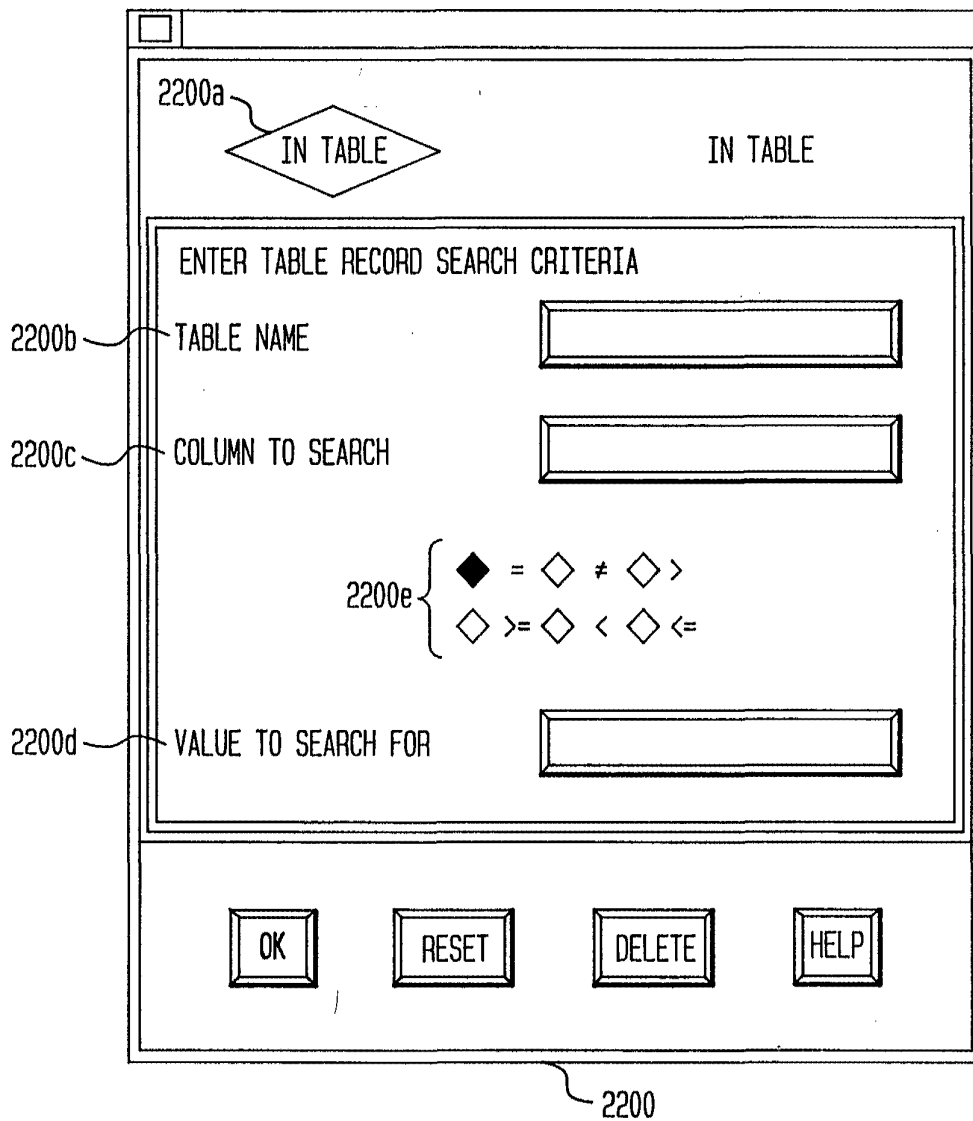 2200a
IN TABLE
IN TABLE
ENTER TABLE RECORD SEARCH CRITERIA
2200b
TABLE NAME
2200c
COLUMN TO SEARCH
2200e
= ≠ >
>= < <=
2200d
VALUE TO SEARCH FOR
OK RESET DELETE HELP
2200